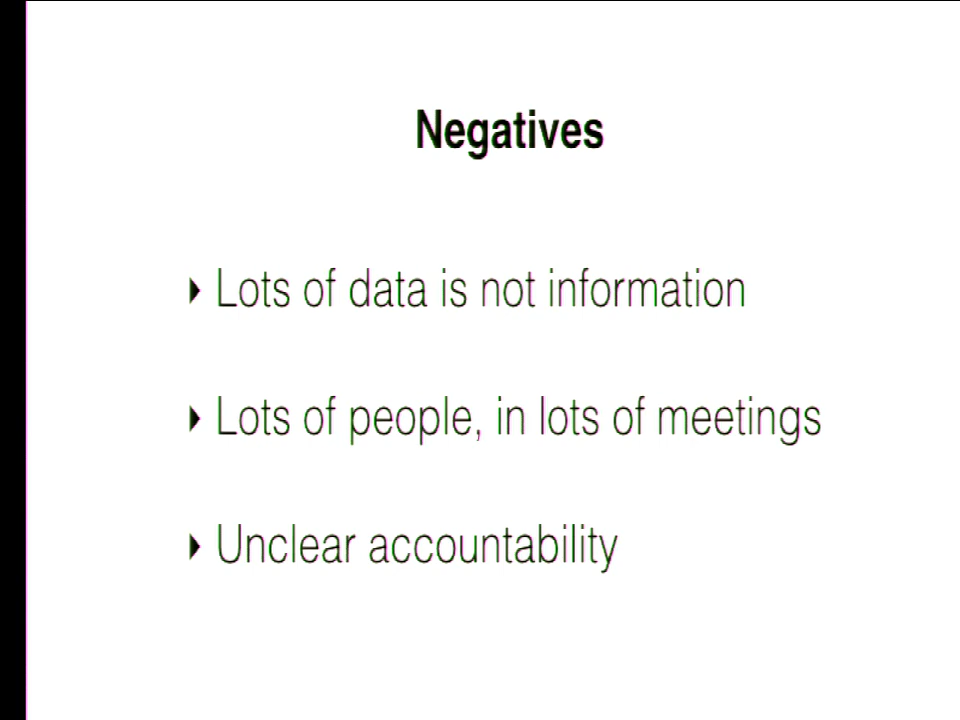 Negatives
Lots of data is not information
Lots of people, in lots of meetings
Unclear accountability